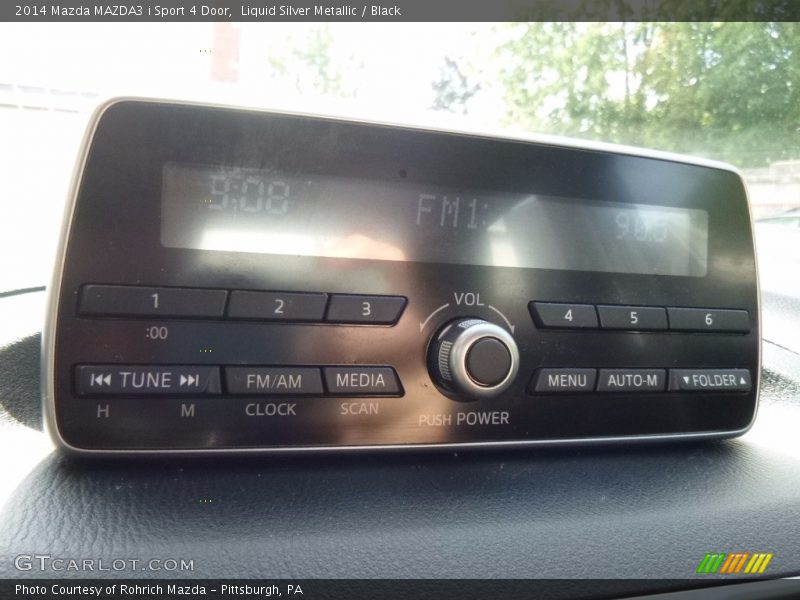 2014 Mazda MAZDA3 i Sport 4 Door,  Liquid Silver Metallic / Black
9:08 FM1: 90.5
VOL
1 2 3 4 5 6
:00
TUNE FM/AM MEDIA MENU AUTO-M FOLDER
H M CLOCK SCAN PUSH POWER
GTCARLOT.COM
Photo Courtesy of Rohrich Mazda – Pittsburgh, PA